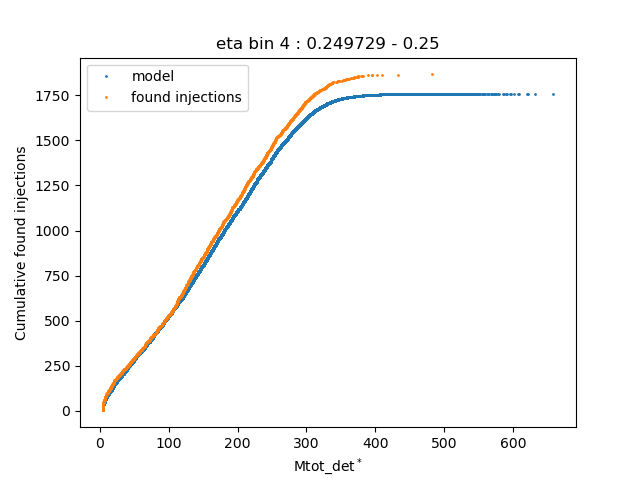 eta bin 4 : 0.249729 - 0.25
model
found injections
Cumulative found injections
1750
1500
1250
1000
750
500
250
0
0 100 200 300 400 500 600
Mtot_det*